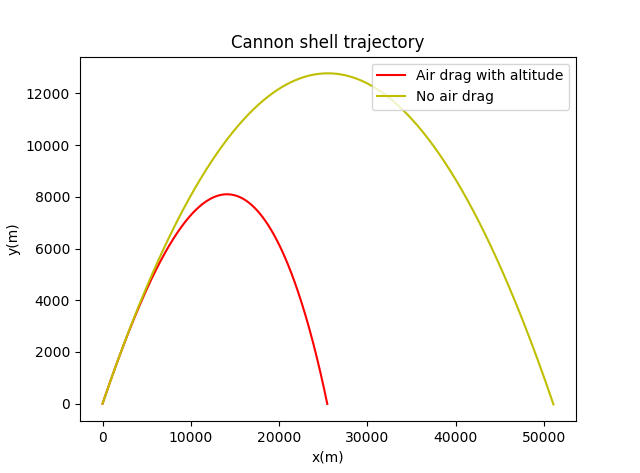 Cannon shell trajectory
Air drag with altitude
No air drag
y(m)
12000
10000
8000
6000
4000
2000
0
0 10000 20000 30000 40000 50000
x(m)